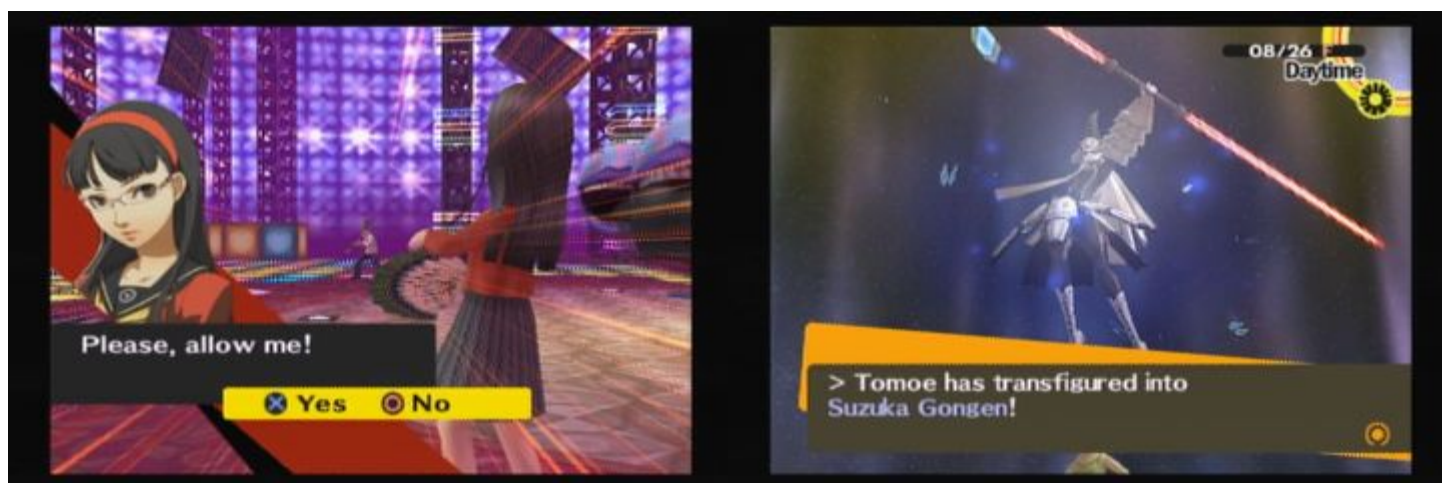 Please, allow me!
Yes No
08/26
Daytime
> Tomoe has transfigured into
Suzuka Gongen!